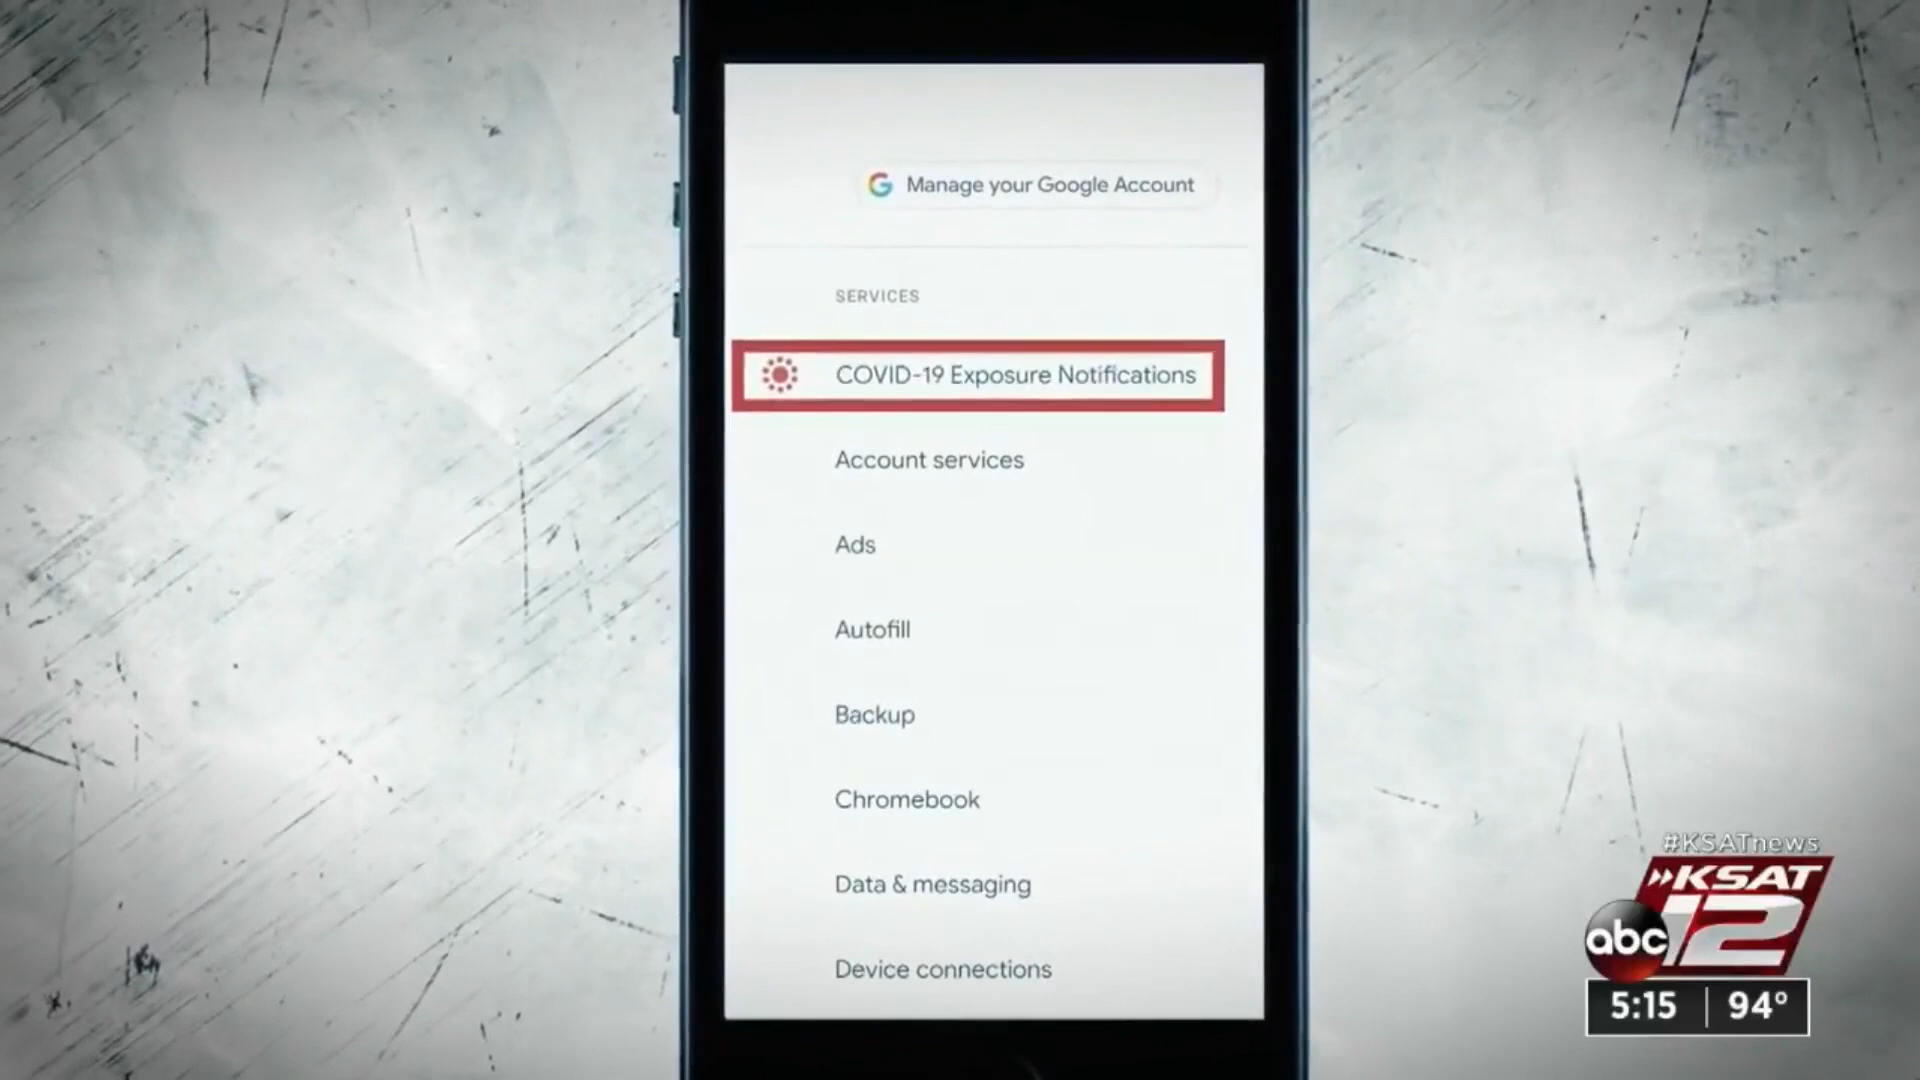 Manage your Google Account
SERVICES
COVID-19 Exposure Notifications
Account services
Ads
Autofill
Backup
Chromebook
Data & messaging
Device connections
#KSATnews
KSAT
12
abc
5:15 94°